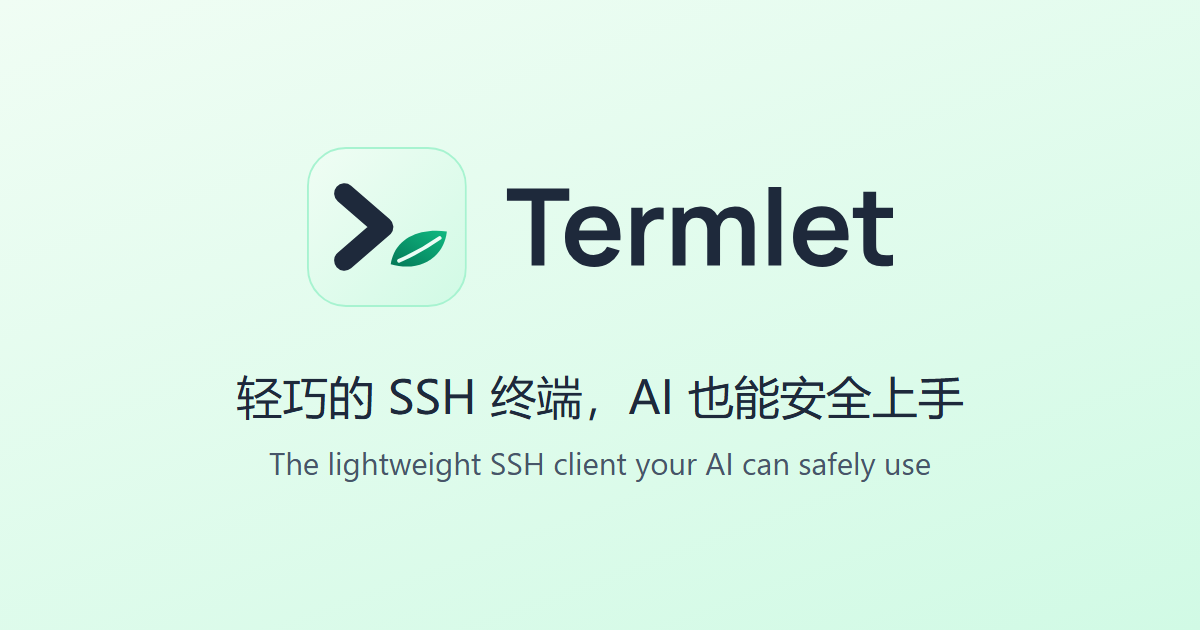 Termlet
轻巧的 SSH 终端，AI 也能安全上手
The lightweight SSH client your AI can safely use